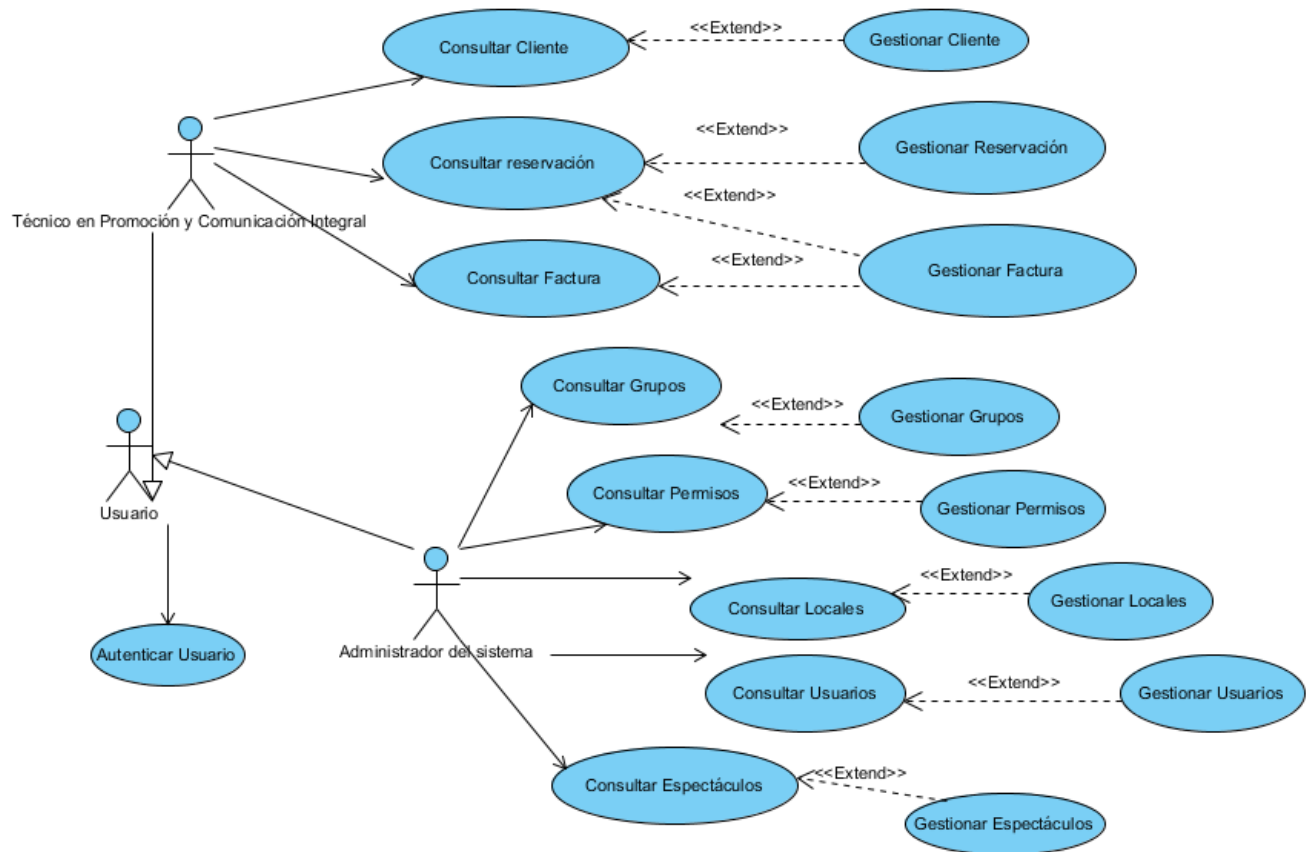 Consultar Cliente
<<Extend>>
Gestionar Cliente
Consultar reservación
<<Extend>>
Gestionar Reservación
Técnico en Promoción y Comunicación Integral
<<Extend>>
Consultar Factura
<<Extend>>
Gestionar Factura
Consultar Grupos
<<Extend>>
Gestionar Grupos
Usuario
Consultar Permisos
<<Extend>>
Gestionar Permisos
Consultar Locales
<<Extend>>
Gestionar Locales
Autenticar Usuario
Administrador del sistema
Consultar Usuarios
<<Extend>>
Gestionar Usuarios
Consultar Espectáculos
<<Extend>>
Gestionar Espectáculos